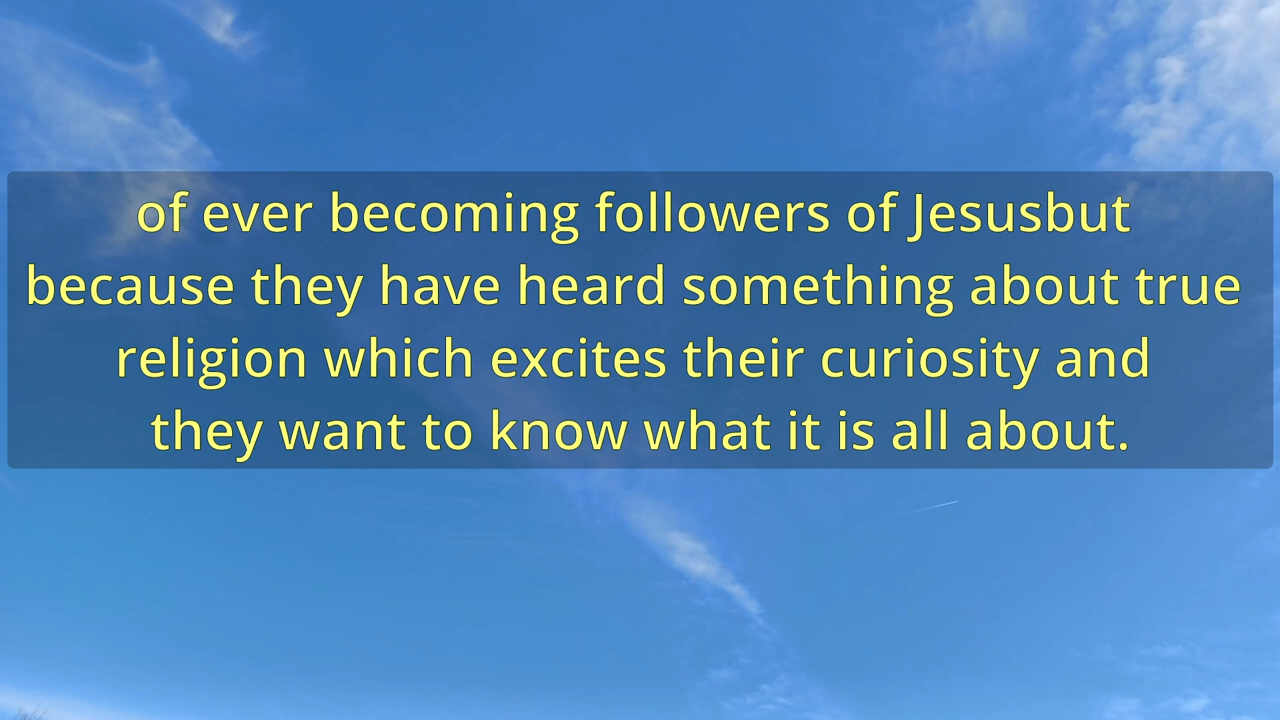 of ever becoming followers of Jesusbut
because they have heard something about true
religion which excites their curiosity and
they want to know what it is all about.